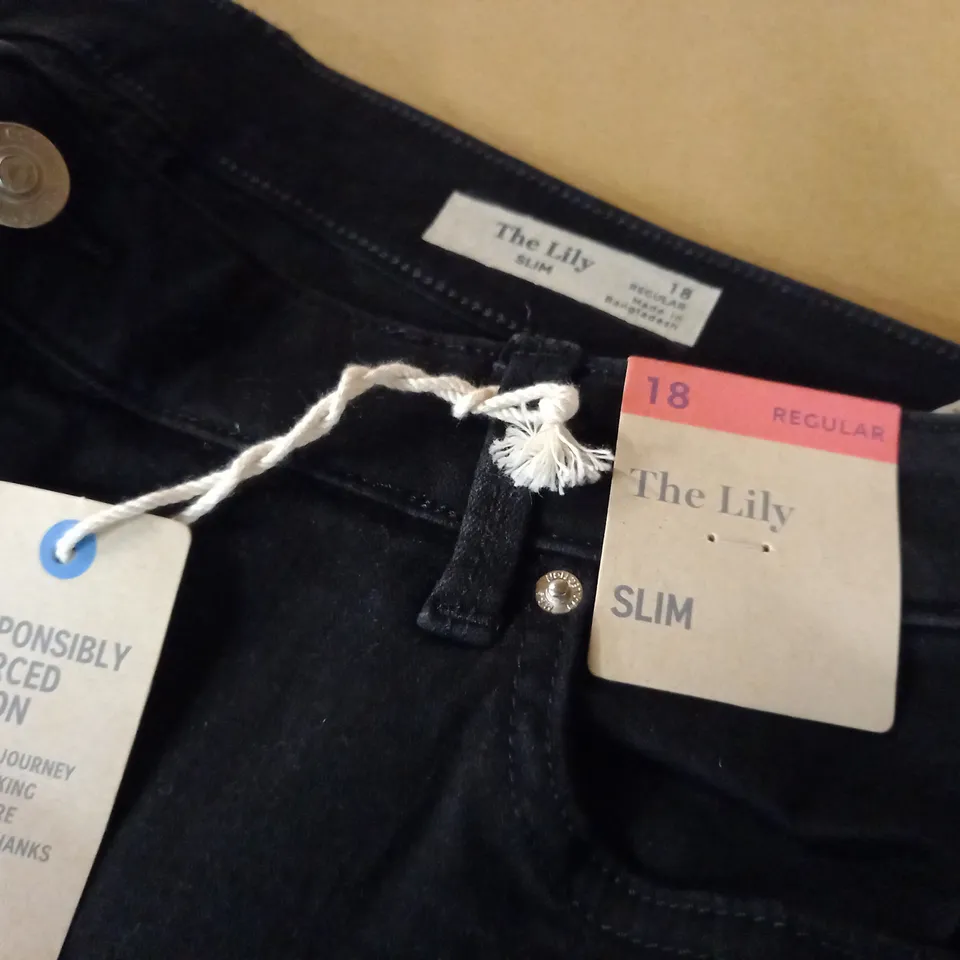 The Lily
SLIM
18
REGULAR
Made in
Bangladesh
18
REGULAR
The Lily
SLIM
PONSIBLY
RCED
ON
JOURNEY
KING
RE
HANKS